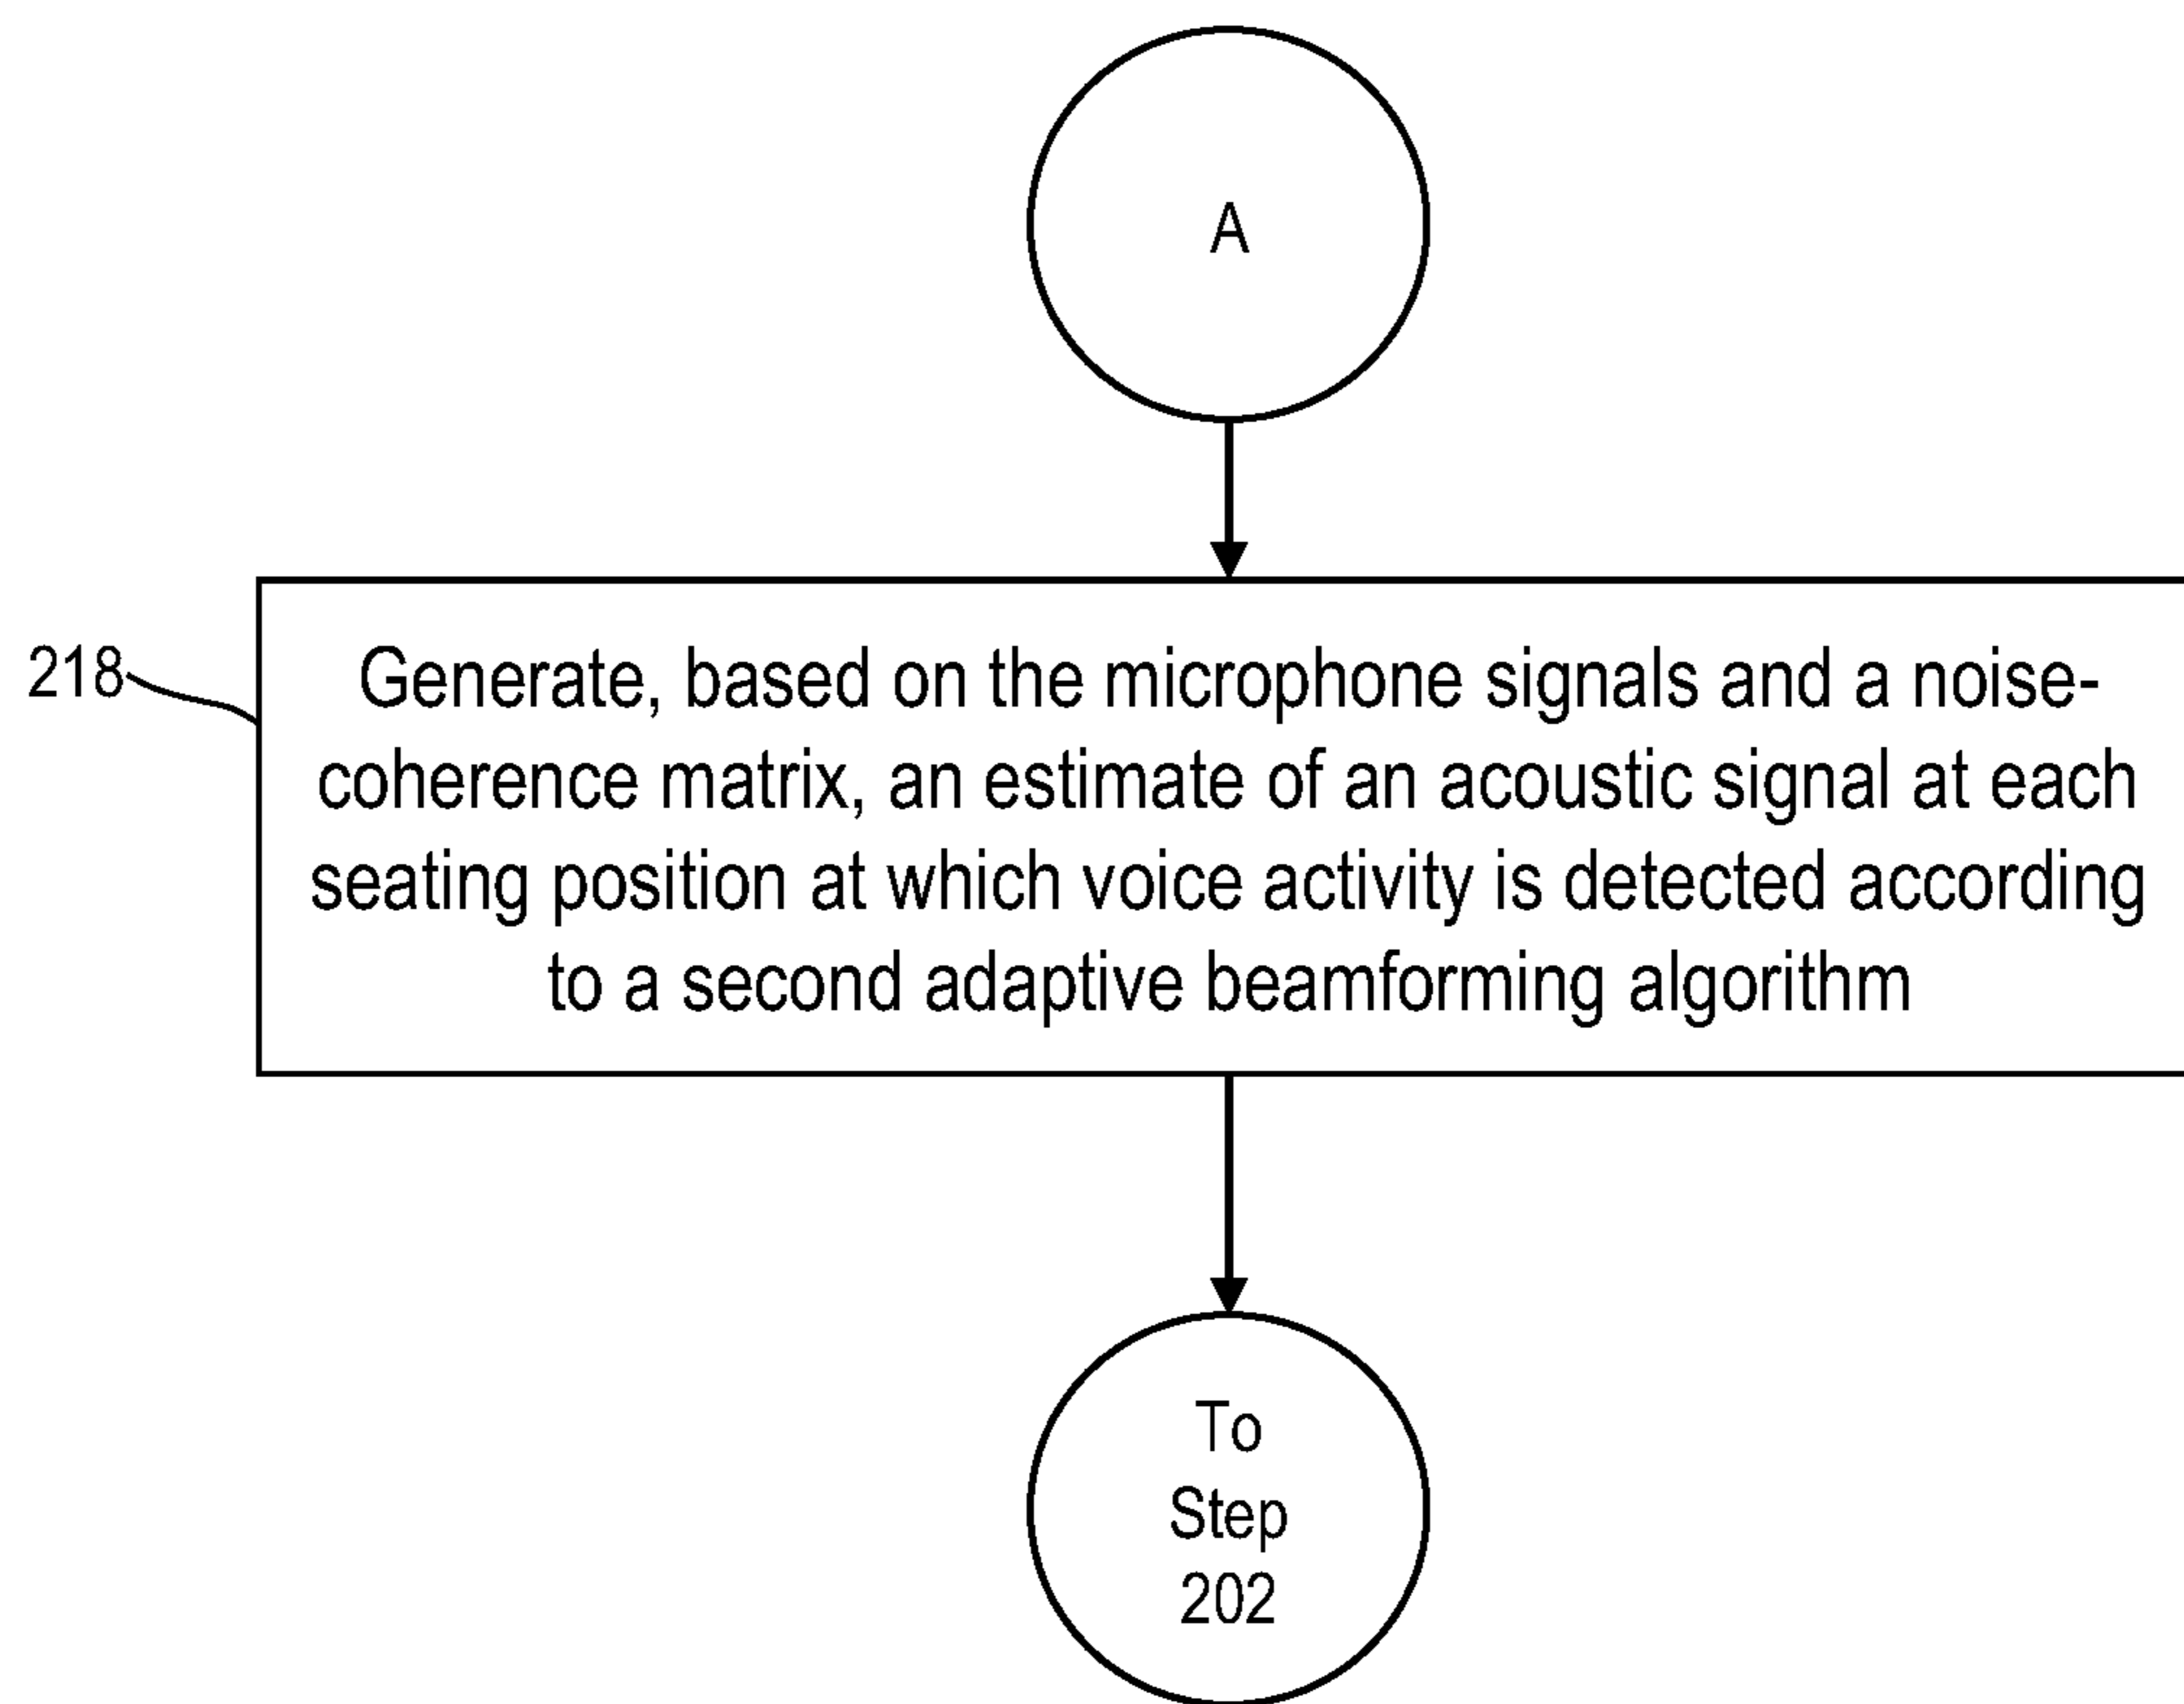 A
218
Generate, based on the microphone signals and a noise-
coherence matrix, an estimate of an acoustic signal at each
seating position at which voice activity is detected according
to a second adaptive beamforming algorithm
To
Step
202